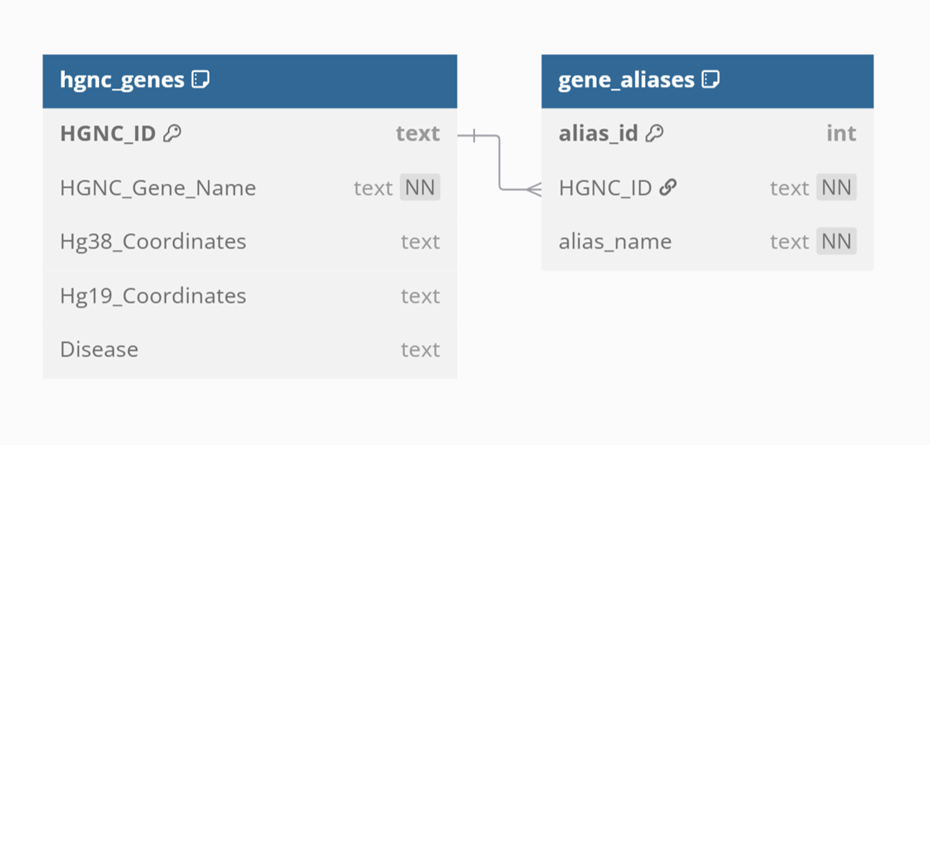 hgnc_genes
HGNC_ID text
HGNC_Gene_Name text NN
Hg38_Coordinates text
Hg19_Coordinates text
Disease text
gene_aliases
alias_id int
HGNC_ID text NN
alias_name text NN